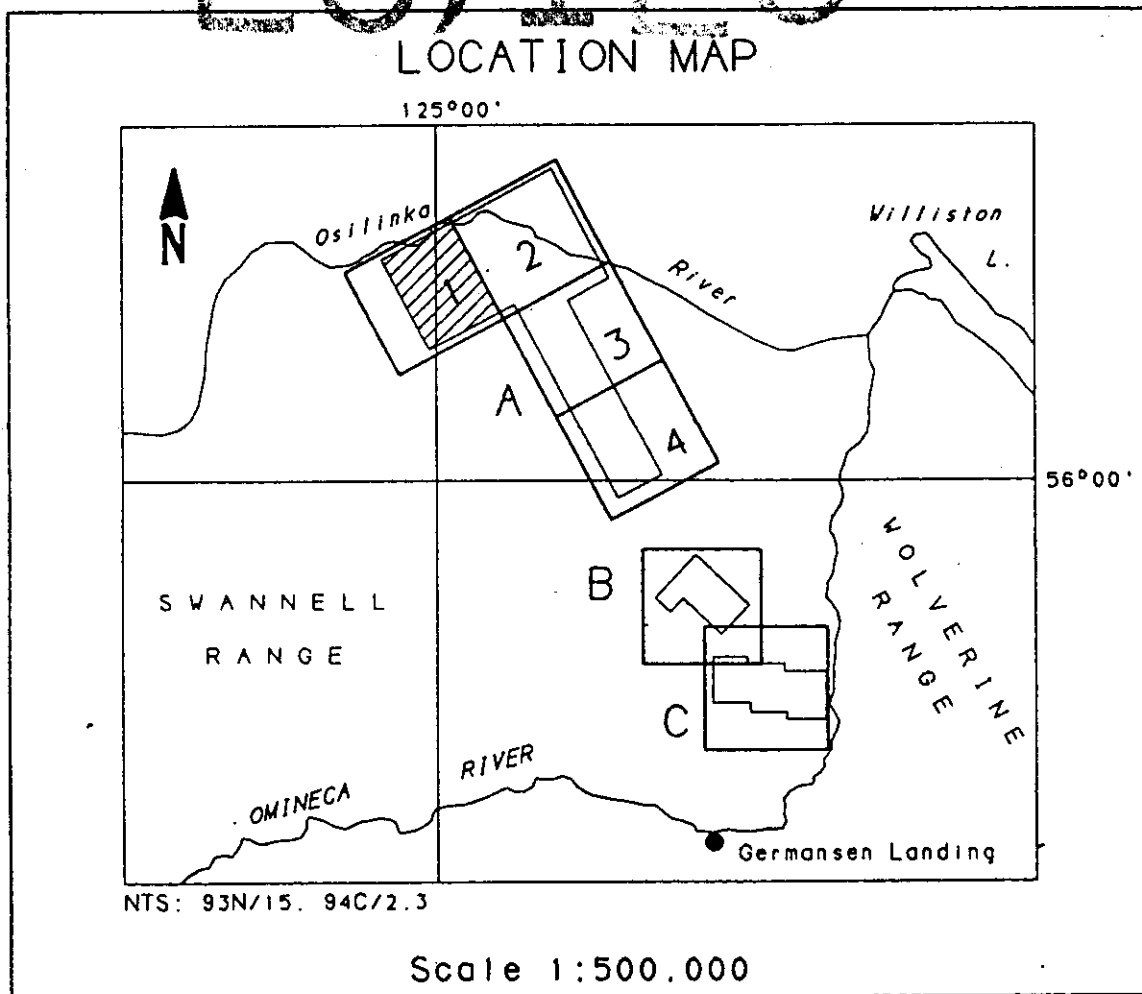 LOCATION MAP
125°00'
N
Osilinka
River
Williston
L.
1
2
3
4
A
56°00'
B
C
SWANNELL
RANGE
WOLVERINE
RANGE
OMINECA
RIVER
Germansen Landing
NTS: 93N/15. 94C/2.3
Scale 1:500.000